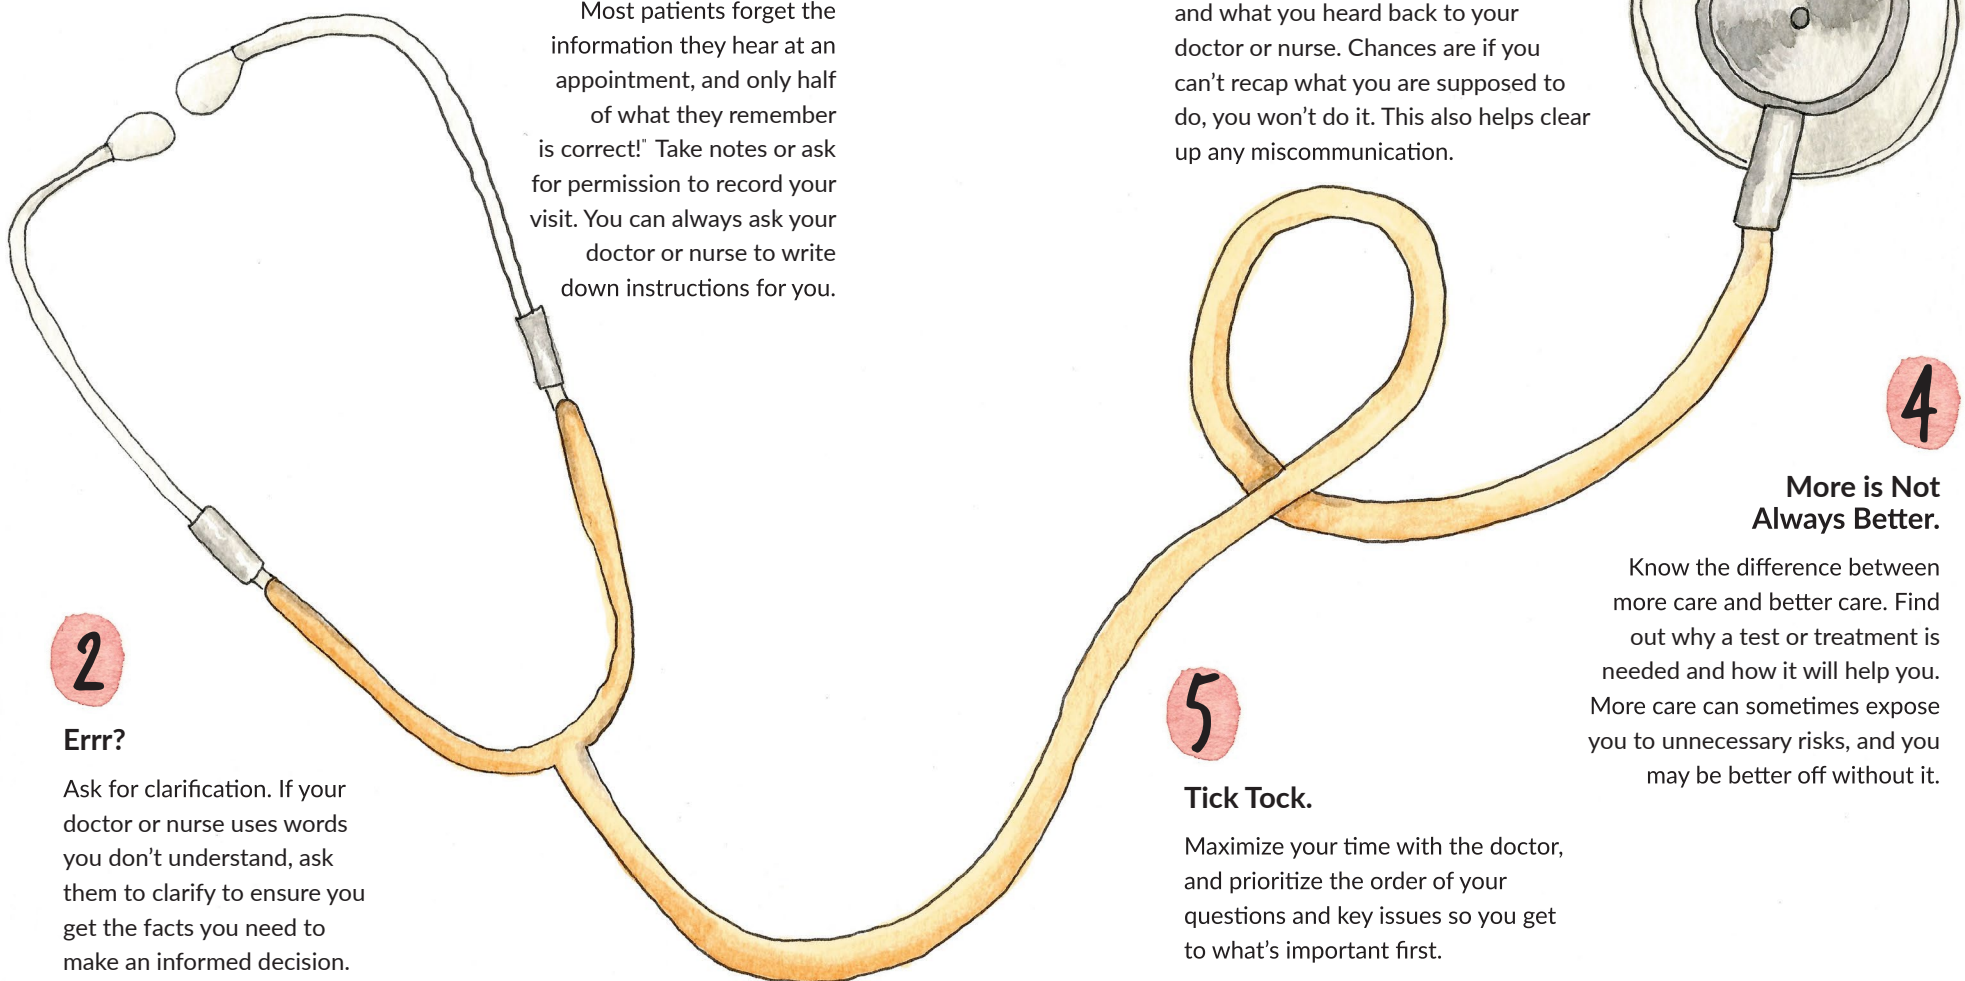 Most patients forget the
information they hear at an
appointment, and only half
of what they remember
is correct!" Take notes or ask
for permission to record your
visit. You can always ask your
doctor or nurse to write
down instructions for you.
2
Errr?
Ask for clarification. If your
doctor or nurse uses words
you don’t understand, ask
them to clarify to ensure you
get the facts you need to
make an informed decision.
and what you heard back to your
doctor or nurse. Chances are if you
can’t recap what you are supposed to
do, you won’t do it. This also helps clear
up any miscommunication.
4
More is Not
Always Better.
Know the difference between
more care and better care. Find
out why a test or treatment is
needed and how it will help you.
More care can sometimes expose
you to unnecessary risks, and you
may be better off without it.
5
Tick Tock.
Maximize your time with the doctor,
and prioritize the order of your
questions and key issues so you get
to what’s important first.